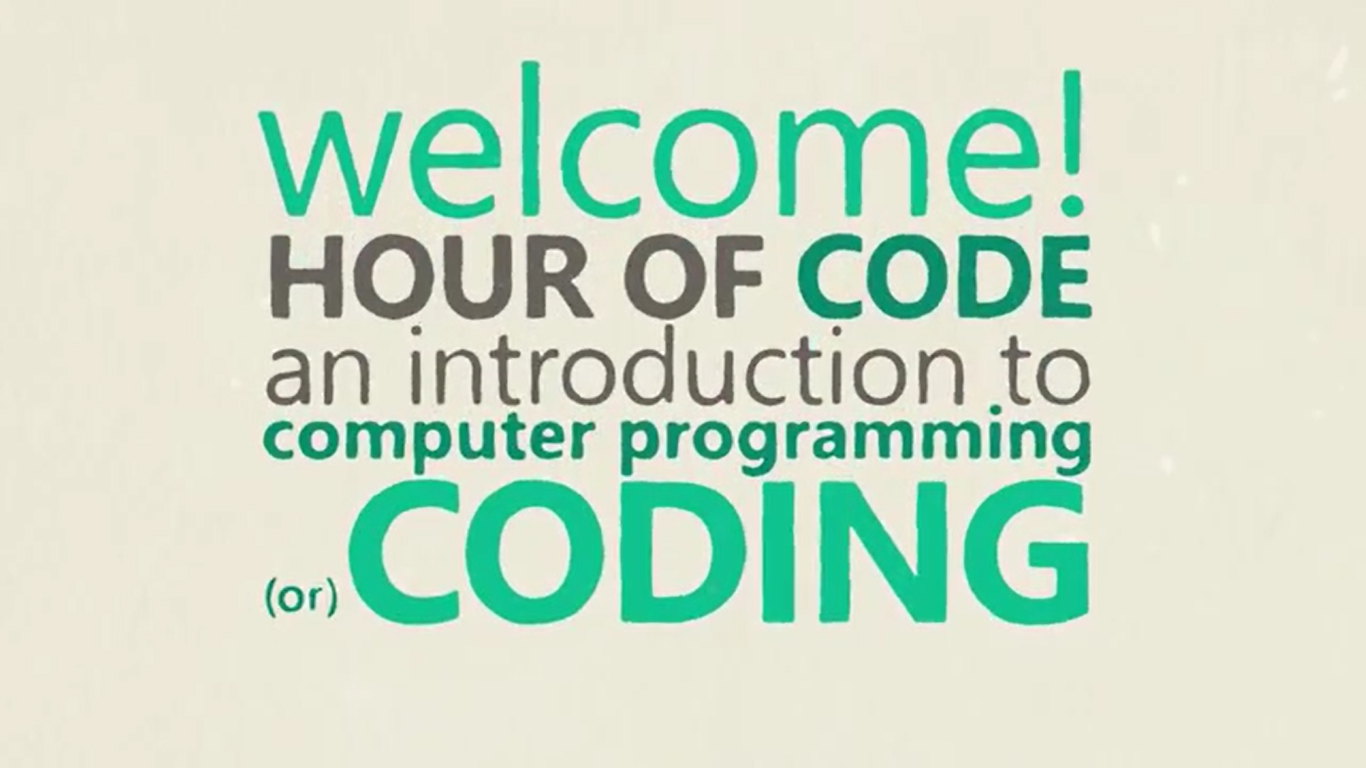 welcome!
HOUR OF CODE
an introduction to
computer programming
(or) CODING